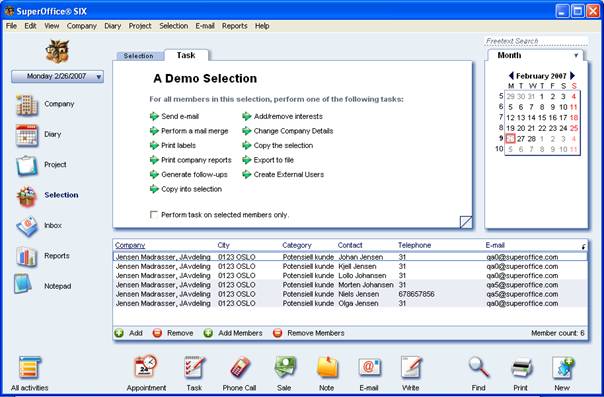 SuperOffice® SIX
File Edit View Company Diary Project Selection E-mail Reports Help
Freetext Search
Monday 2/26/2007
Company
Diary
Project
Selection
Inbox
Reports
Notepad
Selection Task
A Demo Selection
For all members in this selection, perform one of the following tasks:
Send e-mail Add/remove interests
Perform a mail merge Change Company Details
Print labels Copy the selection
Print company reports Export to file
Generate follow-ups Create External Users
Copy into selection
Perform task on selected members only.
Month
February 2007
M T W T F S S
5 29 30 31 1 2 3 4
6 5 6 7 8 9 10 11
7 12 13 14 15 16 17 18
8 19 20 21 22 23 24 25
9 26 27 28 1 2 3 4
10 5 6 7 8 9 10 11
Company City Category Contact Telephone E-mail
Jensen Madrasser, JAvdeling 0123 OSLO Potensiell kunde Johan Jensen 31 qa0@superoffice.com
Jensen Madrasser, JAvdeling 0123 OSLO Potensiell kunde Kjell Jensen 31 qa0@superoffice.com
Jensen Madrasser, JAvdeling 0123 OSLO Potensiell kunde Lollo Johansen 31 qa0@superoffice.com
Jensen Madrasser, JAvdeling 0123 OSLO Potensiell kunde Morten Johansen 31 qa5@superoffice.com
Jensen Madrasser, JAvdeling 0123 OSLO Potensiell kunde Niels Jensen 678657856 qa5@superoffice.com
Jensen Madrasser, JAvdeling 0123 OSLO Potensiell kunde Olga Jensen 31 qa0@superoffice.com
Add Remove Add Members Remove Members Member count: 6
All activities Appointment Task Phone Call Sale Note E-mail Write Find Print New